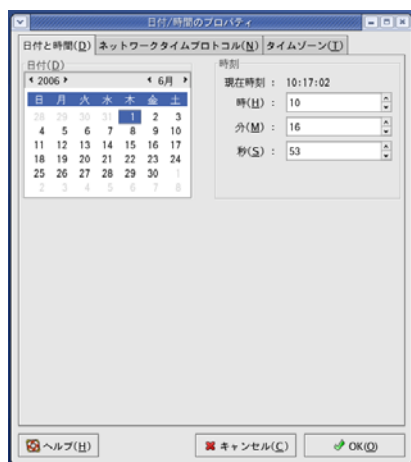 日付/時間のプロパティ
日付と時間(D) ネットワークタイムプロトコル(N) タイムゾーン(T)
日付(D)
2006 6月
日 月 火 水 木 金 土
28 29 30 31 1 2 3
4 5 6 7 8 9 10
11 12 13 14 15 16 17
18 19 20 21 22 23 24
25 26 27 28 29 30 1
2 3 4 5 6 7 8
時刻
現在時刻 : 10:17:02
時(H) : 10
分(M) : 16
秒(S) : 53
ヘルプ(H) キャンセル(C) OK(O)